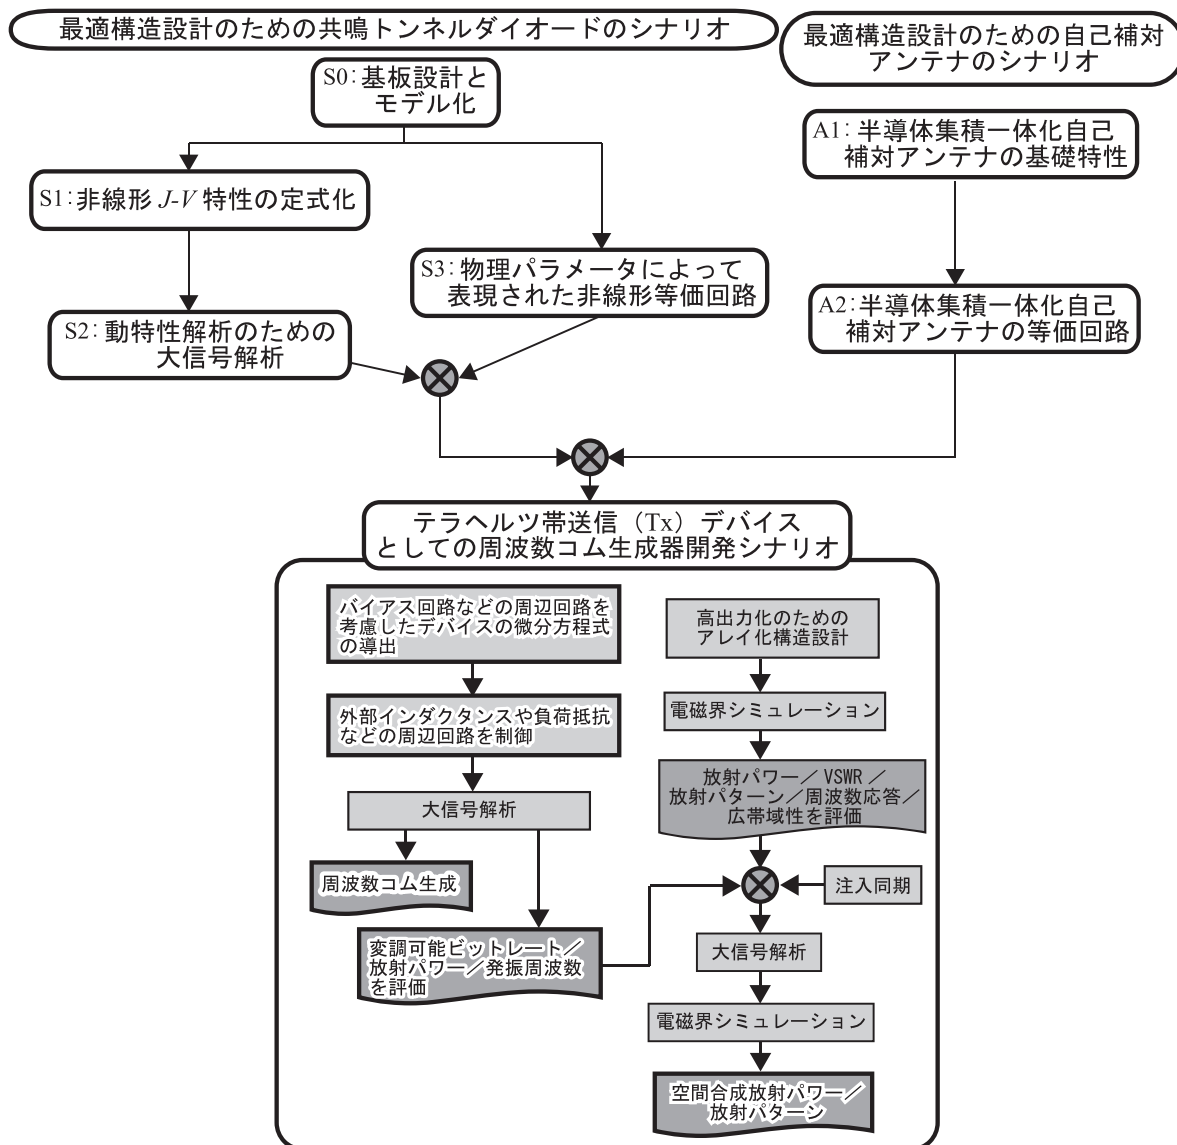 最適構造設計のための共鳴トンネルダイオードのシナリオ
最適構造設計のための自己補対
アンテナのシナリオ
S0:基板設計と
モデル化
A1:半導体集積一体化自己
補対アンテナの基礎特性
S1:非線形 J-V 特性の定式化
S3:物理パラメータによって
表現された非線形等価回路
A2:半導体集積一体化自己
補対アンテナの等価回路
S2:動特性解析のための
大信号解析
テラヘルツ帯送信(Tx)デバイス
としての周波数コム生成器開発シナリオ
バイアス回路などの周辺回路を
考慮したデバイスの微分方程式
の導出
外部インダクタンスや負荷抵抗
などの周辺回路を制御
大信号解析
周波数コム生成
変調可能ビットレート/
放射パワー/発振周波数
を評価
高出力化のための
アレイ化構造設計
電磁界シミュレーション
放射パワー/VSWR/
放射パターン/周波数応答/
広帯域性を評価
注入同期
大信号解析
電磁界シミュレーション
空間合成放射パワー/
放射パターン